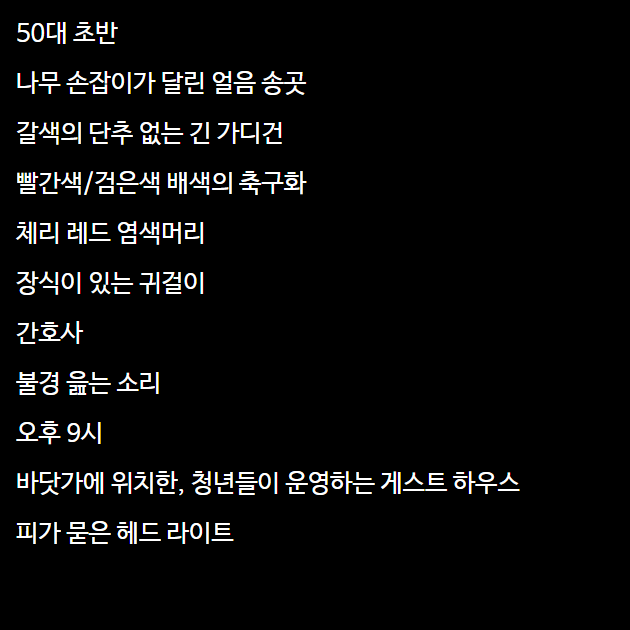 50대 초반
나무 손잡이가 달린 얼음 송곳
갈색의 단추 없는 긴 가디건
빨간색/검은색 배색의 축구화
체리 레드 염색머리
장식이 있는 귀걸이
간호사
불경 읊는 소리
오후 9시
바닷가에 위치한, 청년들이 운영하는 게스트 하우스
피가 묻은 헤드 라이트